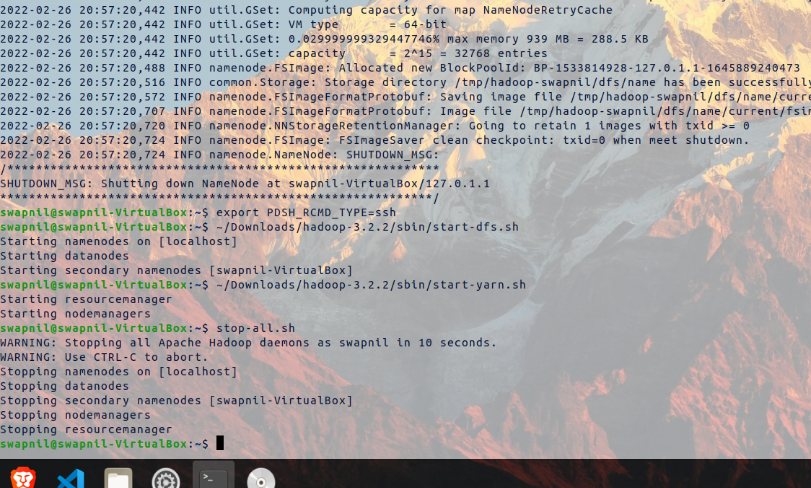 2022-02-26 20:57:20,442 INFO util.GSet: Computing capacity for map NameNodeRetryCache
2022-02-26 20:57:20,442 INFO util.GSet: VM type       = 64-bit
2022-02-26 20:57:20,442 INFO util.GSet: 0.029999999329447746% max memory 939 MB = 288.5 KB
2022-02-26 20:57:20,442 INFO util.GSet: capacity      = 2^15 = 32768 entries
2022-02-26 20:57:20,488 INFO namenode.FSImage: Allocated new BlockPoolId: BP-1533814928-127.0.1.1-1645889240473
2022-02-26 20:57:20,516 INFO common.Storage: Storage directory /tmp/hadoop-swapnil/dfs/name has been successfully
2022-02-26 20:57:20,572 INFO namenode.FSImageFormatProtobuf: Saving image file /tmp/hadoop-swapnil/dfs/name/curr
2022-02-26 20:57:20,707 INFO namenode.FSImageFormatProtobuf: Image file /tmp/hadoop-swapnil/dfs/name/current/fsim
2022-02-26 20:57:20,720 INFO namenode.NNStorageRetentionManager: Going to retain 1 images with txid >= 0
2022-02-26 20:57:20,724 INFO namenode.FSImage: FSImageSaver clean checkpoint: txid=0 when meet shutdown.
2022-02-26 20:57:20,724 INFO namenode.NameNode: SHUTDOWN_MSG:
/************************************************************
SHUTDOWN_MSG: Shutting down NameNode at swapnil-VirtualBox/127.0.1.1
************************************************************/
swapnil@swapnil-VirtualBox:~$ export PDSH_RCMD_TYPE=ssh
swapnil@swapnil-VirtualBox:~$ ~/Downloads/hadoop-3.2.2/sbin/start-dfs.sh
Starting namenodes on [localhost]
Starting datanodes
Starting secondary namenodes [swapnil-VirtualBox]
swapnil@swapnil-VirtualBox:~$ ~/Downloads/hadoop-3.2.2/sbin/start-yarn.sh
Starting resourcemanager
Starting nodemanagers
swapnil@swapnil-VirtualBox:~$ stop-all.sh
WARNING: Stopping all Apache Hadoop daemons as swapnil in 10 seconds.
WARNING: Use CTRL-C to abort.
Stopping namenodes on [localhost]
Stopping datanodes
Stopping secondary namenodes [swapnil-VirtualBox]
Stopping nodemanagers
Stopping resourcemanager
swapnil@swapnil-VirtualBox:~$